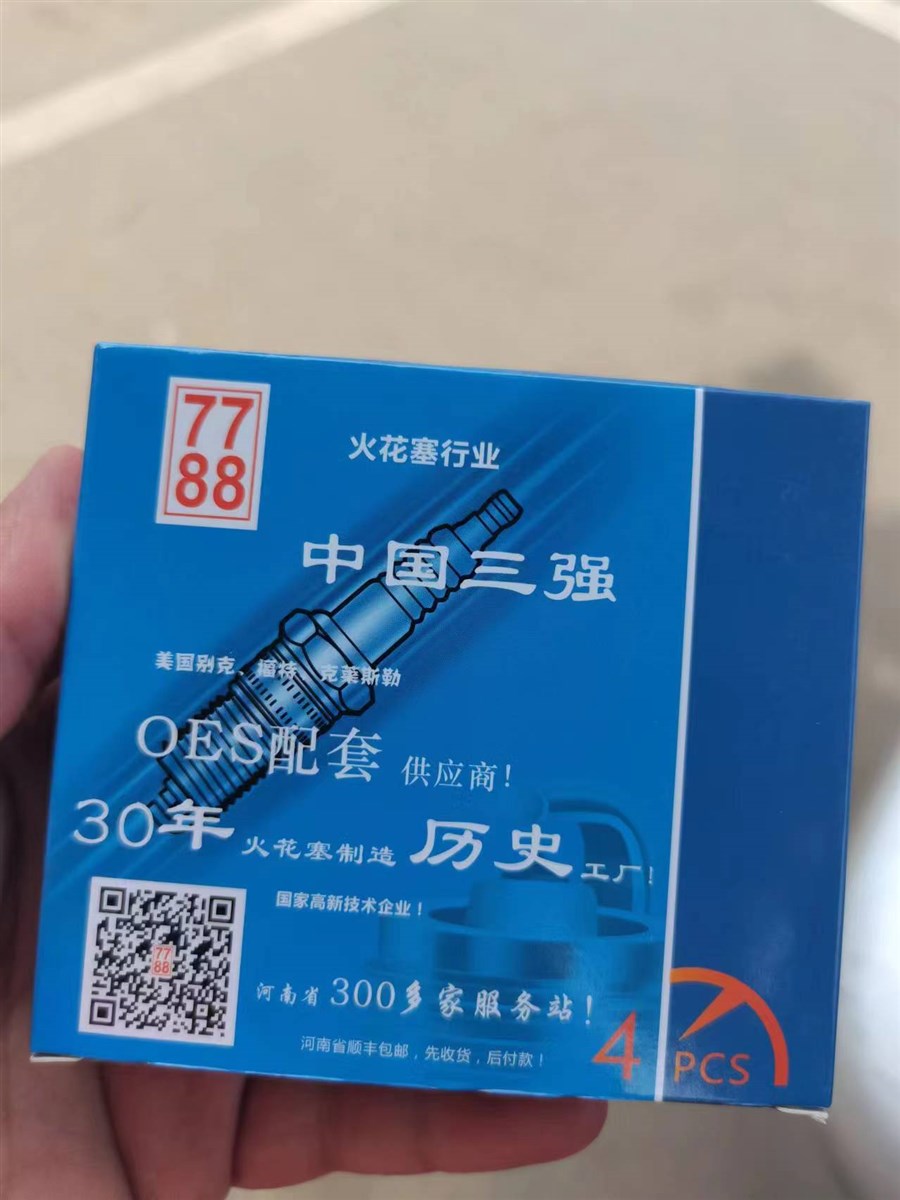 77
88
火花塞行业
中国三强
美国别克、福特、克莱斯勒
OES配套 供应商！
30年 火花塞制造 历史 工厂！
国家高新技术企业！
77
88
河南省 300多家服务站！
河南省顺丰包邮，先收货，后付款！
4 PCS